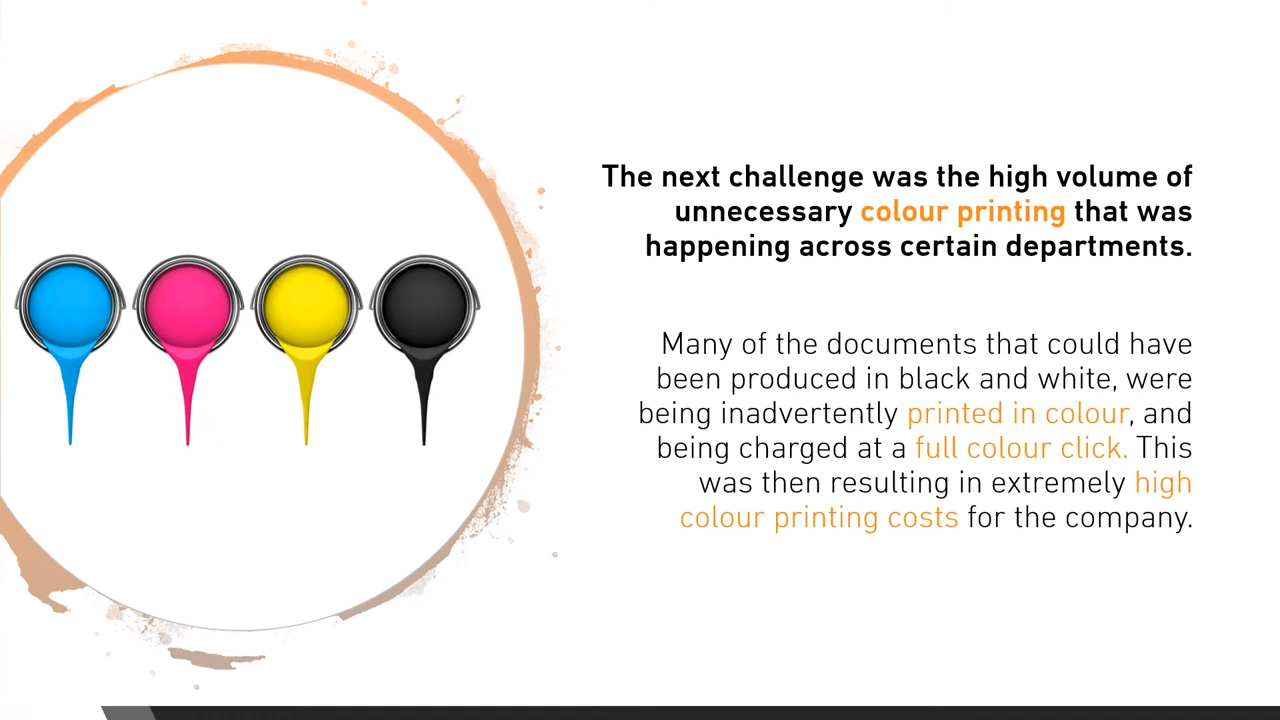 The next challenge was the high volume of
unnecessary colour printing that was
happening across certain departments.
Many of the documents that could have
been produced in black and white, were
being inadvertently printed in colour, and
being charged at a full colour click. This
was then resulting in extremely high
colour printing costs for the company.